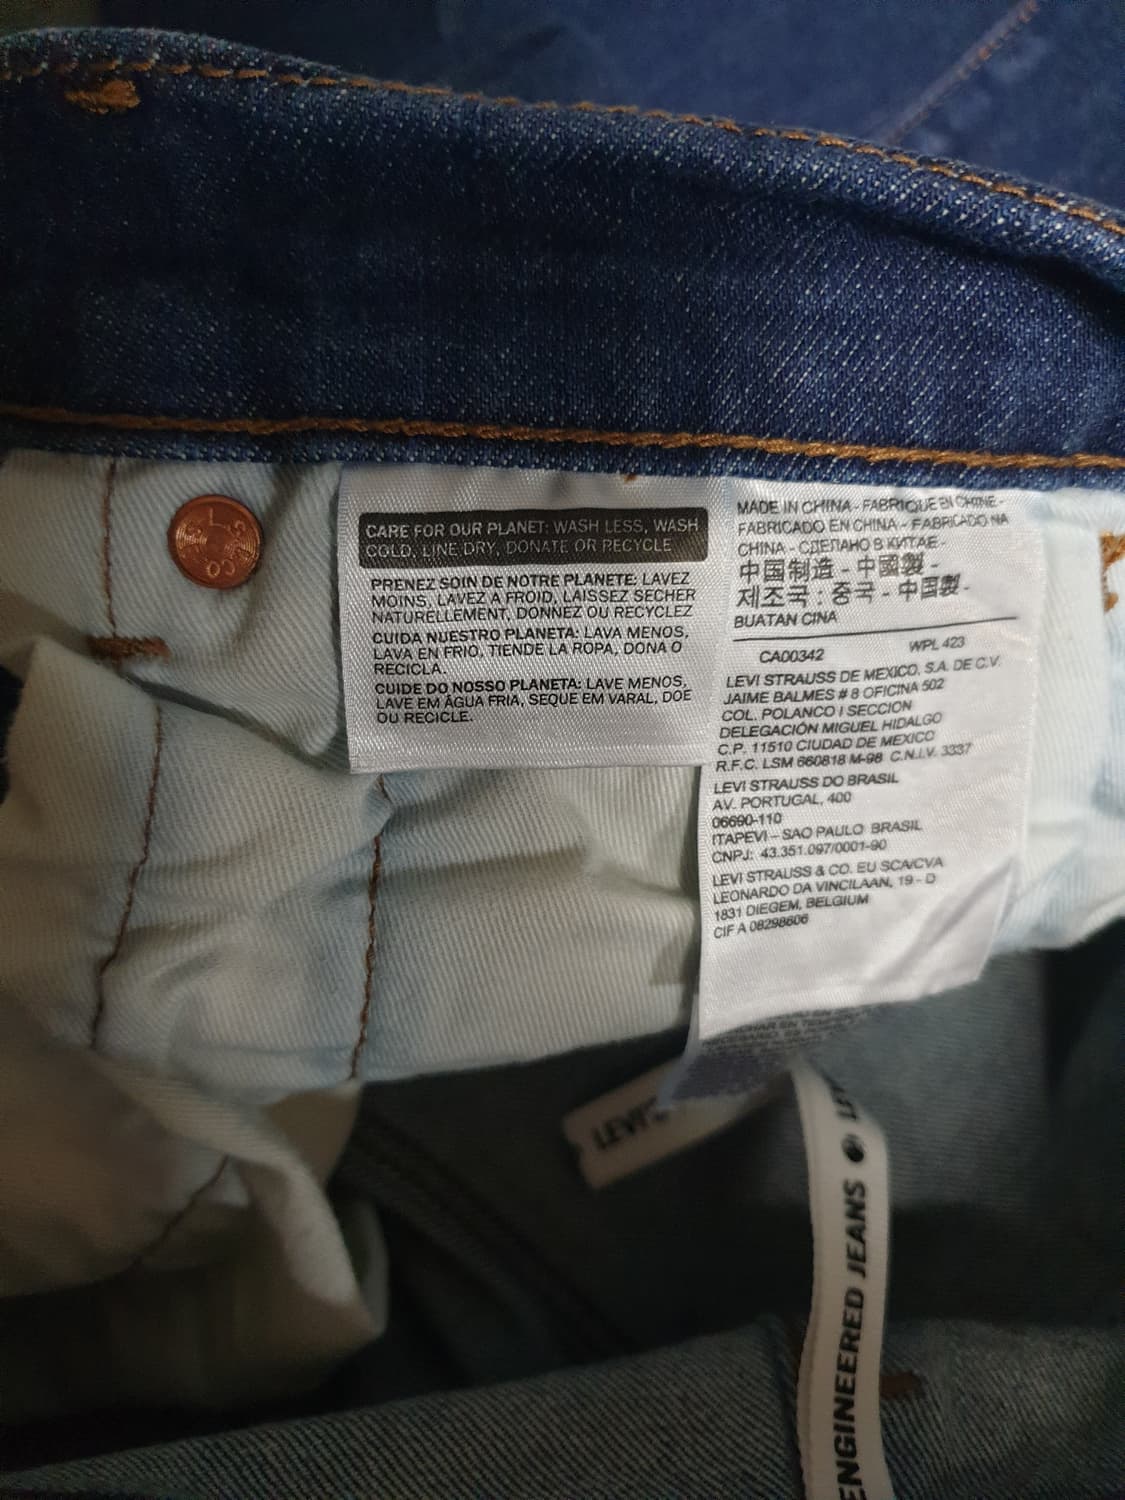 L.S
CO
CARE FOR OUR PLANET: WASH LESS, WASH
COLD, LINE DRY, DONATE OR RECYCLE
PRENEZ SOIN DE NOTRE PLANETE: LAVEZ
MOINS, LAVEZ A FROID, LAISSEZ SECHER
NATURELLEMENT, DONNEZ OU RECYCLEZ
CUIDA NUESTRO PLANETA: LAVA MENOS,
LAVA EN FRIO, TIENDE LA ROPA, DONA O
RECICLA.
CUIDE DO NOSSO PLANETA: LAVE MENOS,
LAVE EM ÁGUA FRIA, SEQUE EM VARAL, DOE
OU RECICLE.
MADE IN CHINA - FABRIQUE EN CHINE -
FABRICADO EN CHINA - FABRICADO NA
CHINA - СДЕЛАНО В КИТАЕ -
中国制造 - 中國製 -
제조국 : 중국 - 中国製 -
BUATAN CINA
CA00342 WPL 423
LEVI STRAUSS DE MEXICO, S.A. DE C.V.
JAIME BALMES # 8 OFICINA 502
COL. POLANCO I SECCION
DELEGACIÓN MIGUEL HIDALGO
C.P. 11510 CIUDAD DE MEXICO
R.F.C. LSM 660818 M-98 C.N.I.V. 3337
LEVI STRAUSS DO BRASIL
AV. PORTUGAL, 400
06690-110
ITAPEVI - SAO PAULO BRASIL
CNPJ: 43.351.097/0001-90
LEVI STRAUSS & CO. EU SCA/CVA
LEONARDO DA VINCILAAN, 19 - D
1831 DIEGEM, BELGIUM
CIF A 08298606
LEVI'S
ENGINEERED JEANS